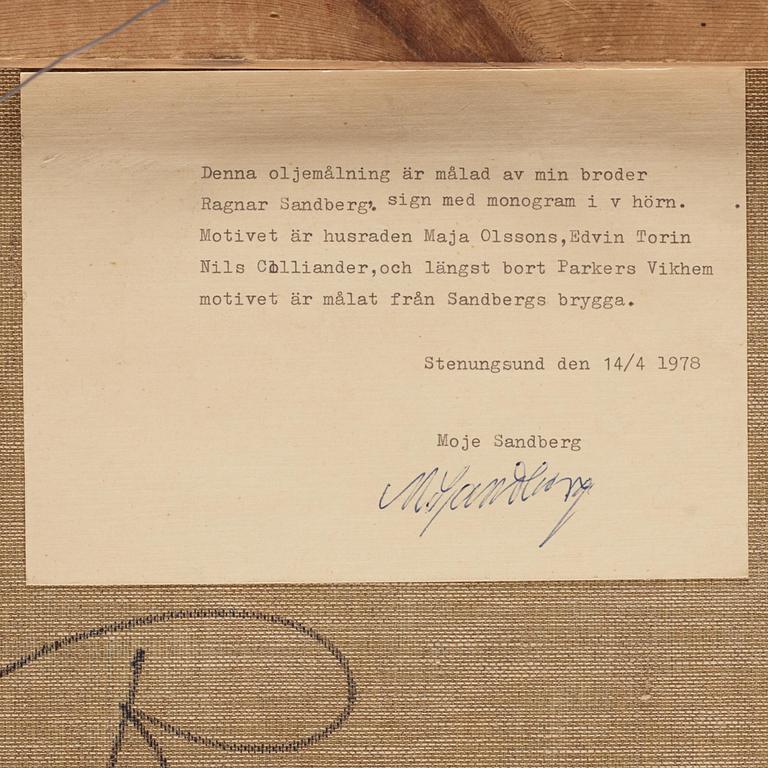 Denna oljemålning är målad av min broder
Ragnar Sandberg, sign med monogram i v hörn.
Motivet är husraden Maja Olssons,Edvin Torin
Nils Colliander,och längst bort Parkers Vikhem
motivet är målat från Sandbergs brygga.
Stenungsund den 14/4 1978
Moje Sandberg
M Sandberg
R